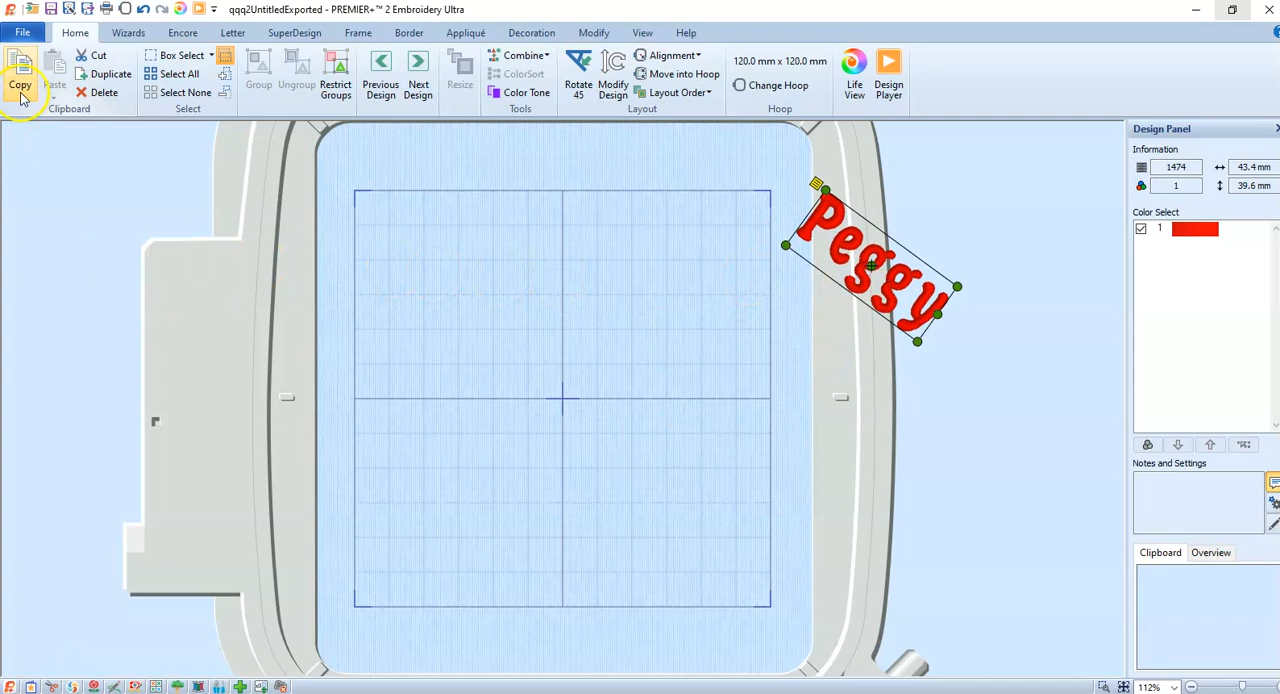 qqq2UntitledExported - PREMIER+™ 2 Embroidery Ultra
File Home Wizards Encore Letter SuperDesign Frame Border Appliqué Decoration Modify View Help
Copy Paste Cut Duplicate Delete
Clipboard
Box Select
Select All
Select None
Select
Group Ungroup Restrict Groups
Previous Design Next Design
Resize
Combine
ColorSort
Color Tone
Tools
Rotate 45 Modify Design
Alignment
Move into Hoop
Layout Order
Layout
120.0 mm x 120.0 mm
Change Hoop
Hoop
Life View Design Player
Peggy
Design Panel
Information
1474 43.4 mm
1 39.6 mm
Color Select
1
Notes and Settings
Clipboard Overview
112%